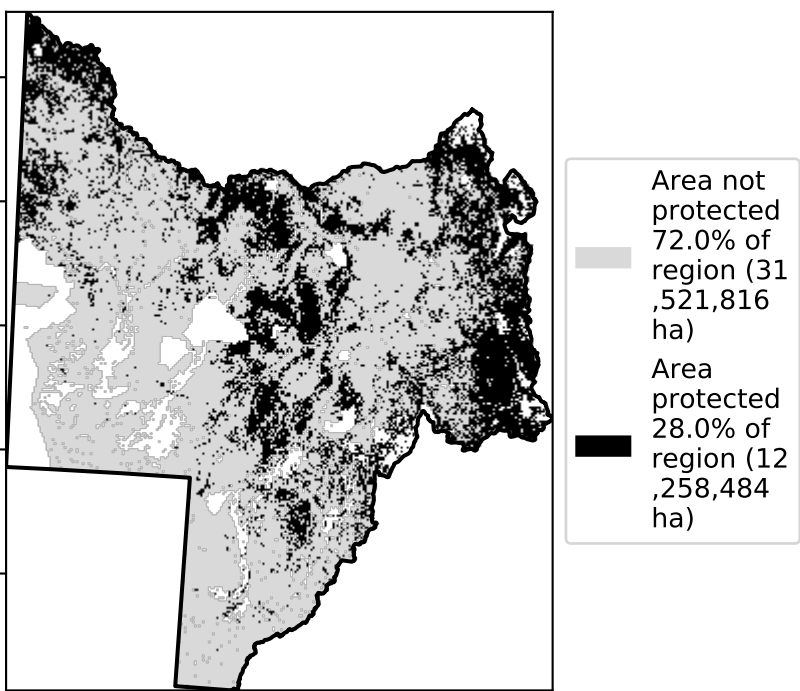 Area not
protected
72.0% of
region (31
,521,816
ha)
Area
protected
28.0% of
region (12
,258,484
ha)